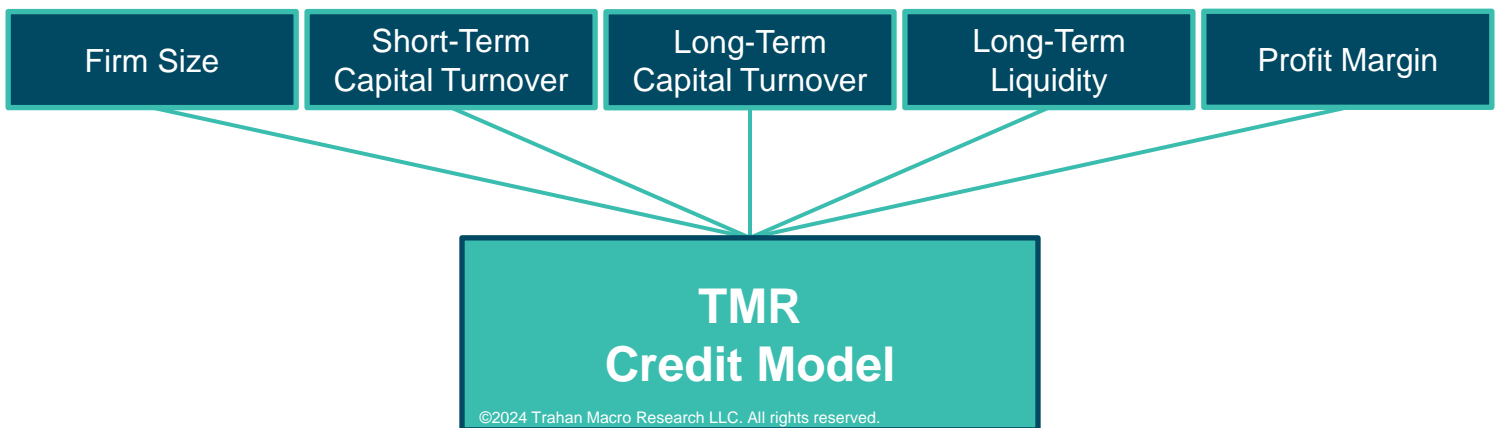 Firm Size
Short-Term
Capital Turnover
Long-Term
Capital Turnover
Long-Term
Liquidity
Profit Margin
TMR
Credit Model
©2024 Trahan Macro Research LLC. All rights reserved.